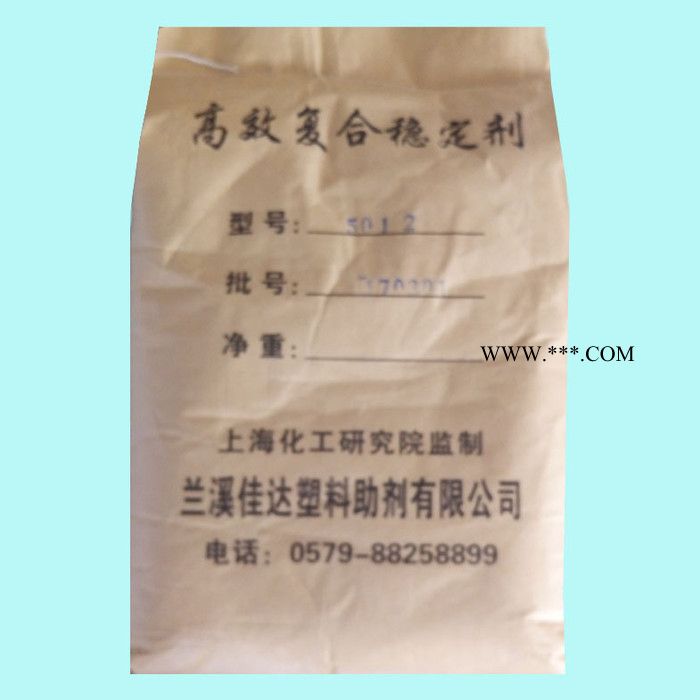 高效复合稳定剂
型号:
批号:
净重:
WWW.***.COM
上海化工研究院监制
兰溪佳达塑料助剂有限公司
电话: 0579-88258899